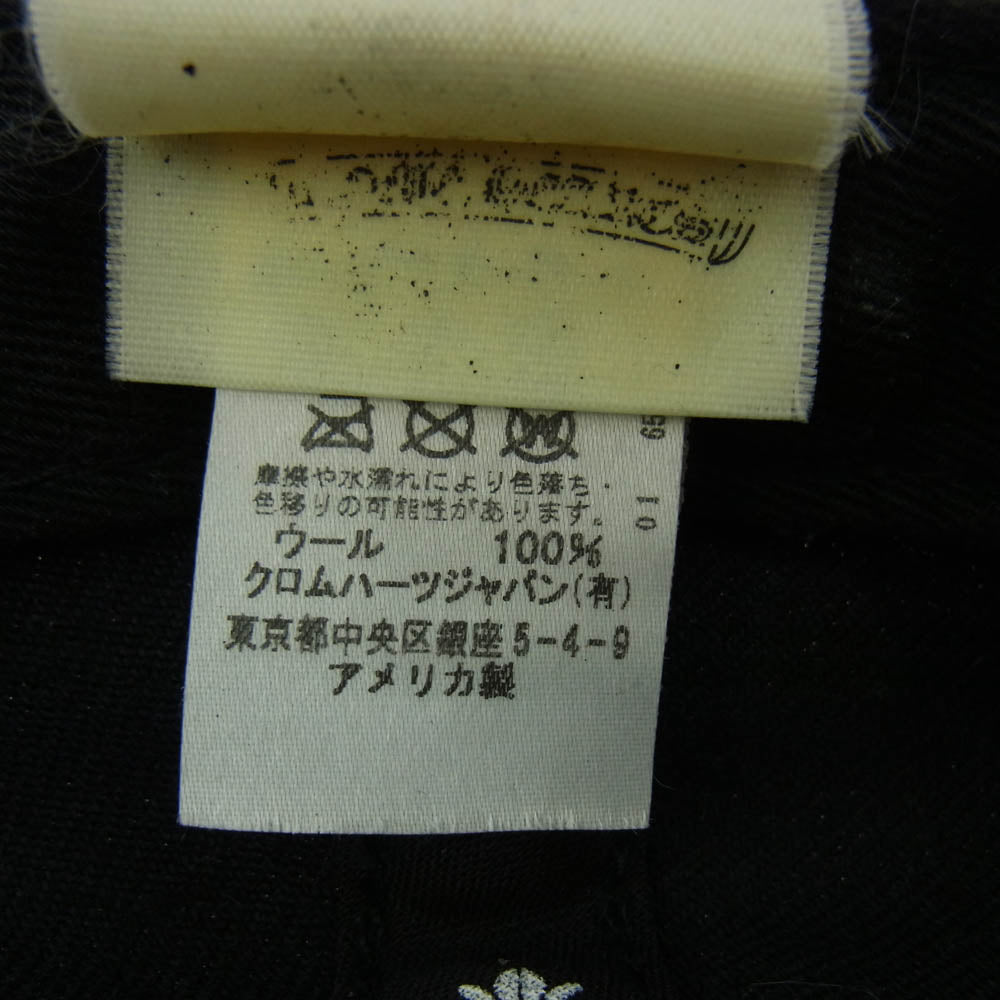 摩擦や水濡れにより色落ち・
色移りの可能性があります。
ウール 100%
クロムハーツジャパン(有)
東京都中央区銀座5-4-9
アメリカ製
01